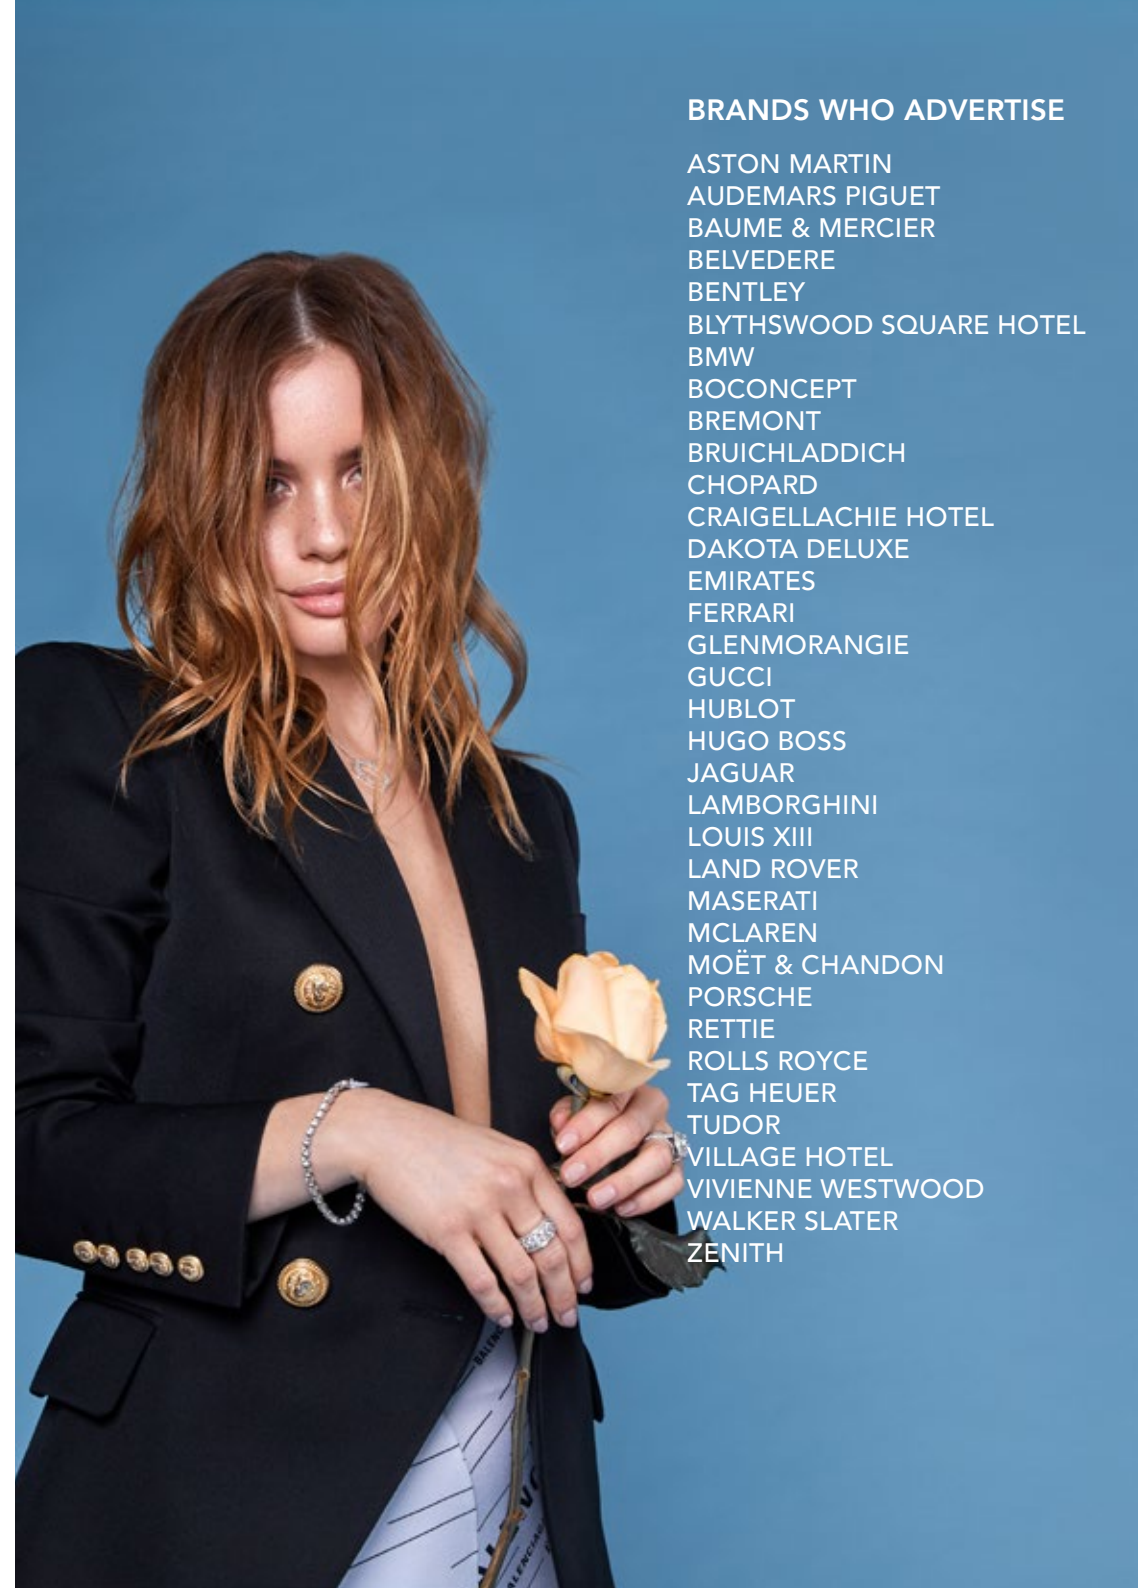 BRANDS WHO ADVERTISE
ASTON MARTIN
AUDEMARS PIGUET
BAUME & MERCIER
BELVEDERE
BENTLEY
BLYTHSWOOD SQUARE HOTEL
BMW
BOCONCEPT
BREMONT
BRUICHLADDICH
CHOPARD
CRAIGELLACHIE HOTEL
DAKOTA DELUXE
EMIRATES
FERRARI
GLENMORANGIE
GUCCI
HUBLOT
HUGO BOSS
JAGUAR
LAMBORGHINI
LOUIS XIII
LAND ROVER
MASERATI
MCLAREN
MOËT & CHANDON
PORSCHE
RETTIE
ROLLS ROYCE
TAG HEUER
TUDOR
VILLAGE HOTEL
VIVIENNE WESTWOOD
WALKER SLATER
ZENITH